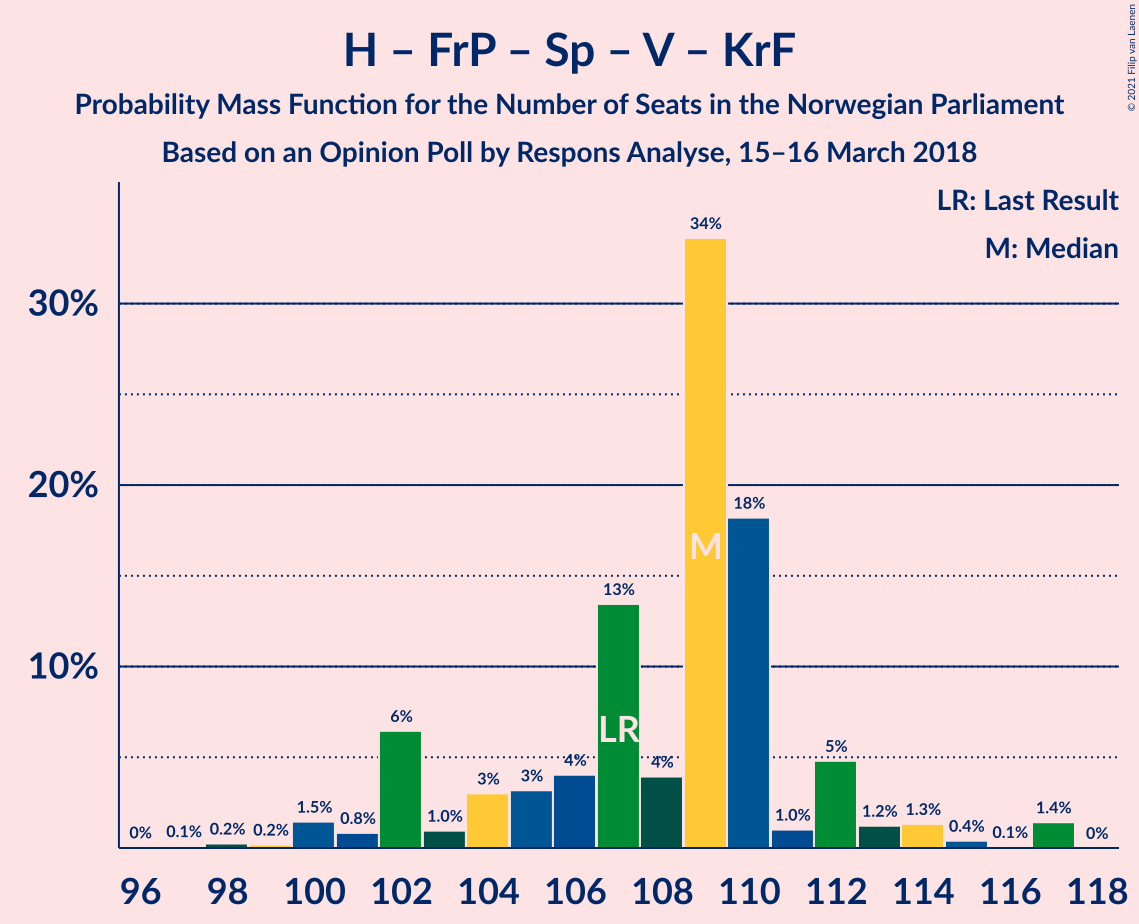 H – FrP – Sp – V – KrF
Probability Mass Function for the Number of Seats in the Norwegian Parliament
Based on an Opinion Poll by Respons Analyse, 15–16 March 2018
© 2021 Filip van Laenen
LR: Last Result
M: Median
30%
20%
10%
0%
0.1%
0.2%
0.2%
1.5%
0.8%
6%
1.0%
3%
3%
4%
13%
4%
34%
18%
1.0%
5%
1.2%
1.3%
0.4%
0.1%
1.4%
0%
LR
M
96 98 100 102 104 106 108 110 112 114 116 118